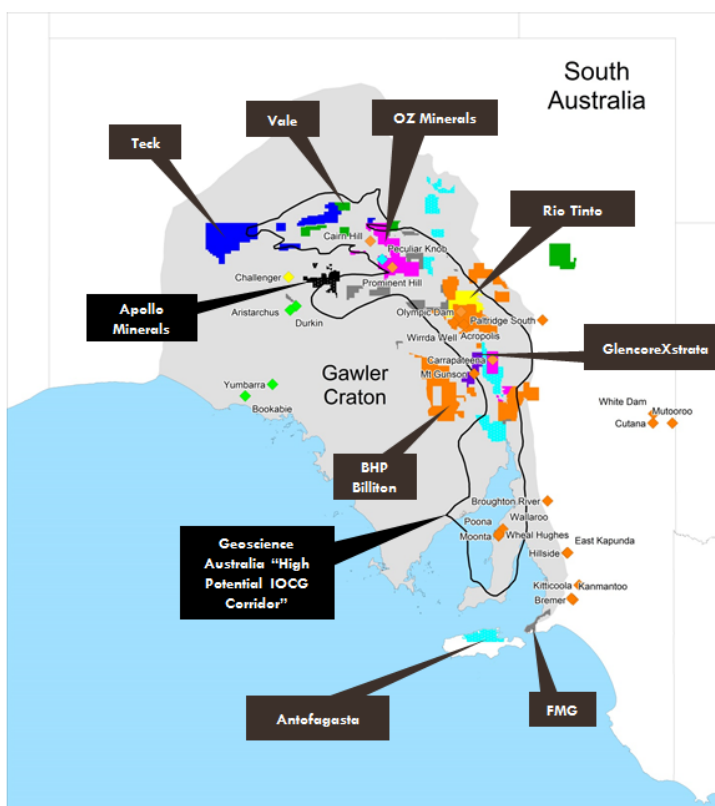 South
Australia
Vale
OZ Minerals
Teck
Rio Tinto
Cairn Hill
Peculiar Knob
Challenger
Prominent Hill
Apollo
Minerals
Aristarchus
Durkin
Olympic Dam
Paltridge South
Wirrda Well
Acropolis
GlencoreXstrata
Carrapateena
Mt Gunson
Gawler
Craton
Yumbarra
Bookabie
White Dam
Mutooroo
Cutana
BHP
Billiton
Broughton River
Poona
Wallaroo
Moonta
Wheal Hughes
Geoscience
Australia “High
Potential IOCG
Corridor”
East Kapunda
Hillside
Kitticoola
Kanmantoo
Bremer
Antofagasta
FMG